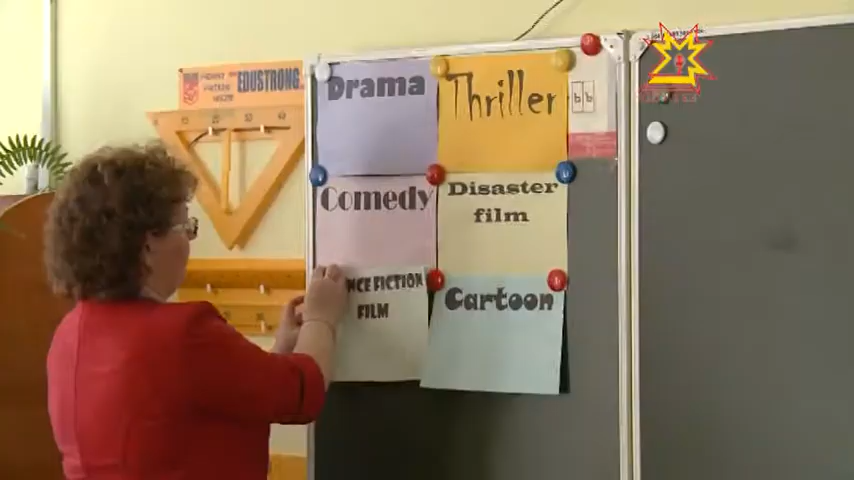 EDUSTRONG
Drama
Thriller
Comedy
Disaster
film
NCE FICTION
FILM
Cartoon